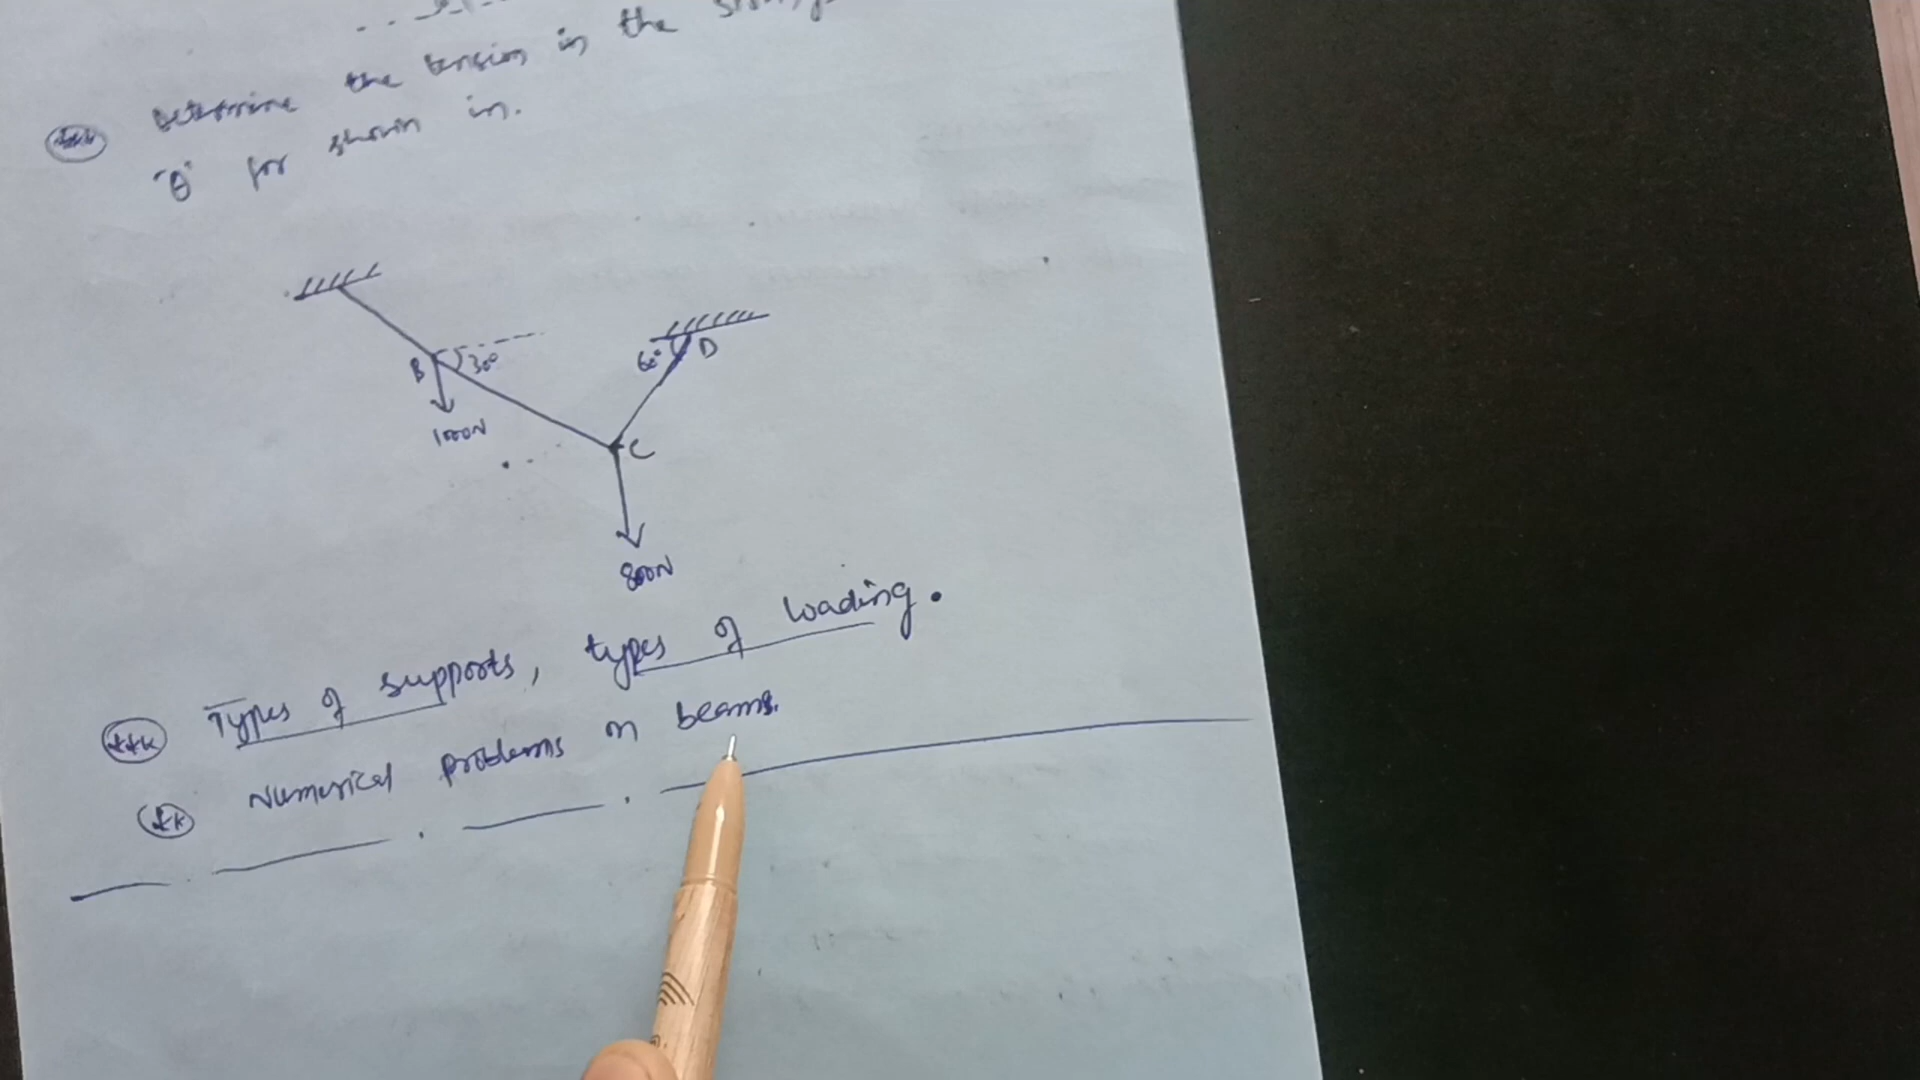 *** Determine the tension in the
"θ" for shown in.
B 30°
60° D
1000N
C
800N
*** Types of supports, types of loading.
** Numerical problems on beams.